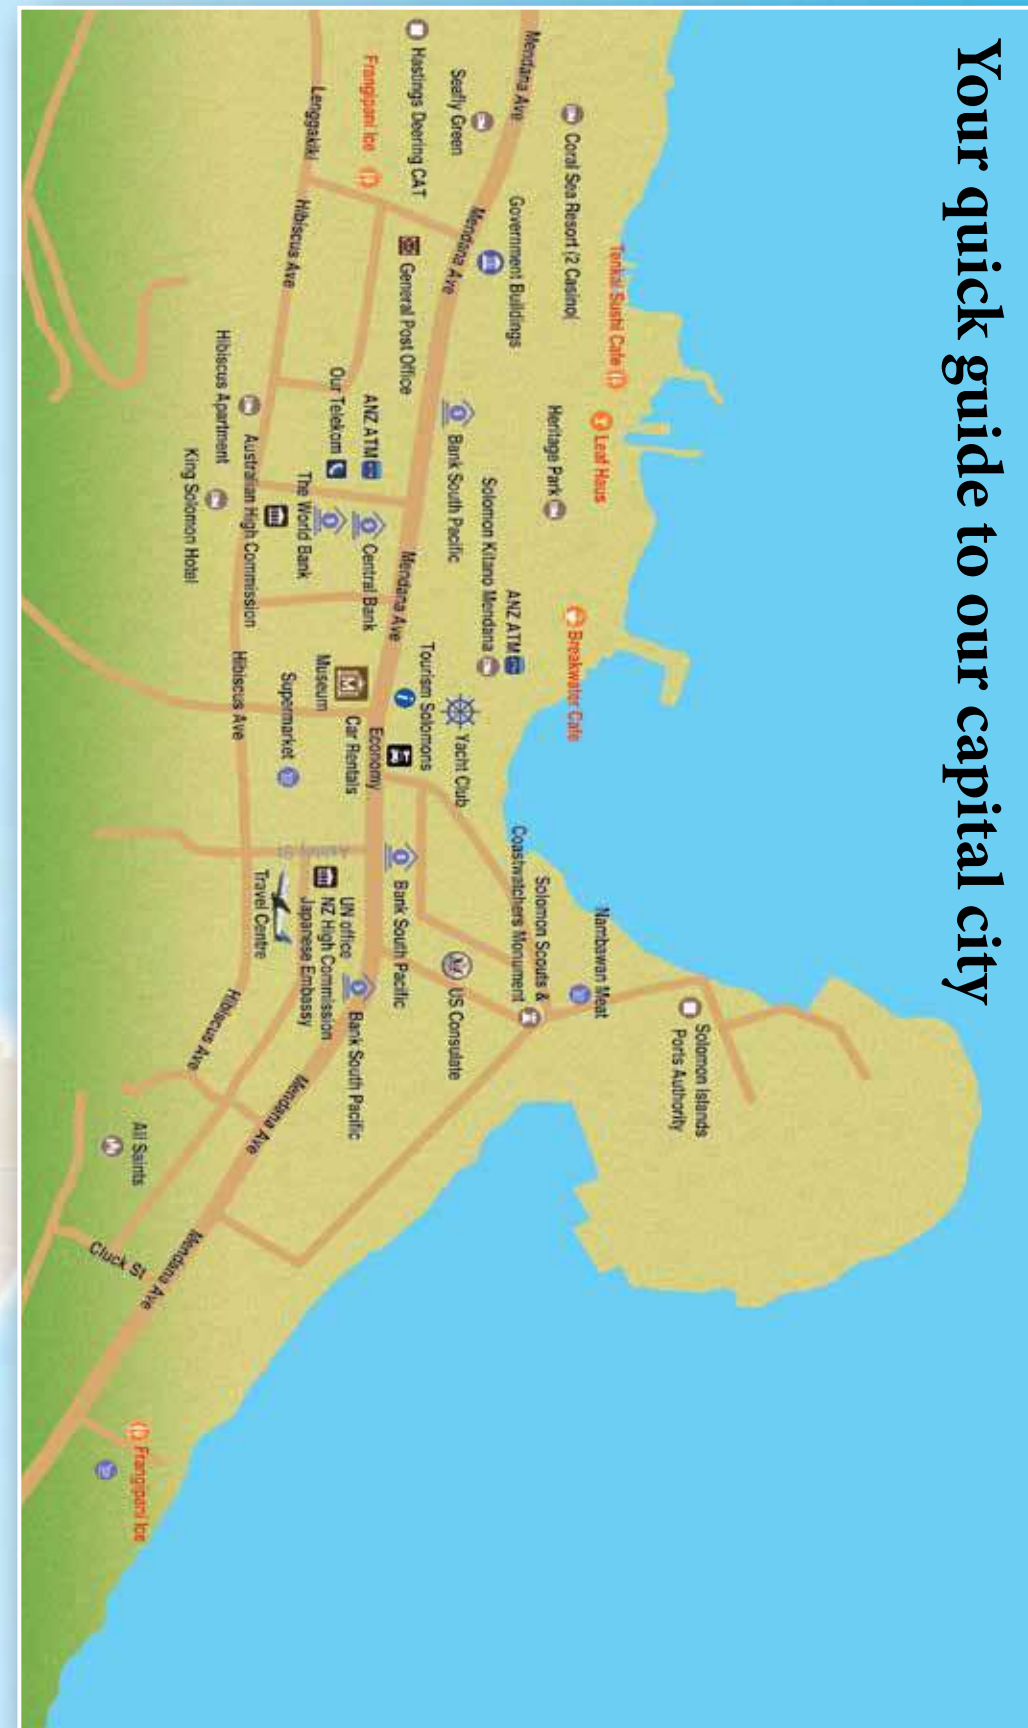 Your quick guide to our capital city
Mendana Ave
Coral Sea Resort (2 Casino)
Seafly Green
Hastings Deering CAT
Frangipani Ice
Lenggakiki
Hibiscus Ave
Government Buildings
Mendana Ave
General Post Office
Tenkai Sushi Cafe
Leaf Haus
Heritage Park
Bank South Pacific
Solomon Kitano Mendana
ANZ ATM
Our Telekom
ANZ ATM
Hibiscus Apartment
Australian High Commission
King Solomon Hotel
The World Bank
Central Bank
Mendana Ave
Breakwater Cafe
Tourism Solomons
Yacht Club
Museum
Car Rentals
Economy
Supermarket
Hibiscus Ave
Bank South Pacific
Solomon Scouts &
Coastwatchers Monument
Nambawan Meat
Solomon Islands
Ports Authority
US Consulate
UN office
NZ High Commission
Japanese Embassy
Travel Centre
Bank South Pacific
Hibiscus Ave
Mendana Ave
All Saints
Cluck St
Mendana Ave
Frangipani Ice